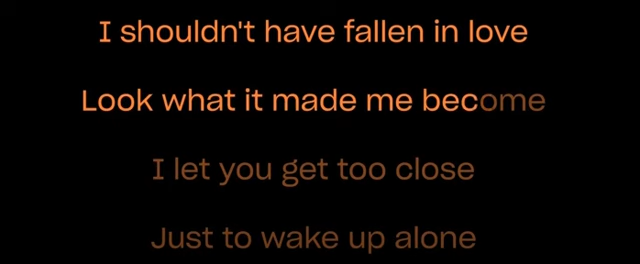 I shouldn't have fallen in love
Look what it made me become
I let you get too close
Just to wake up alone